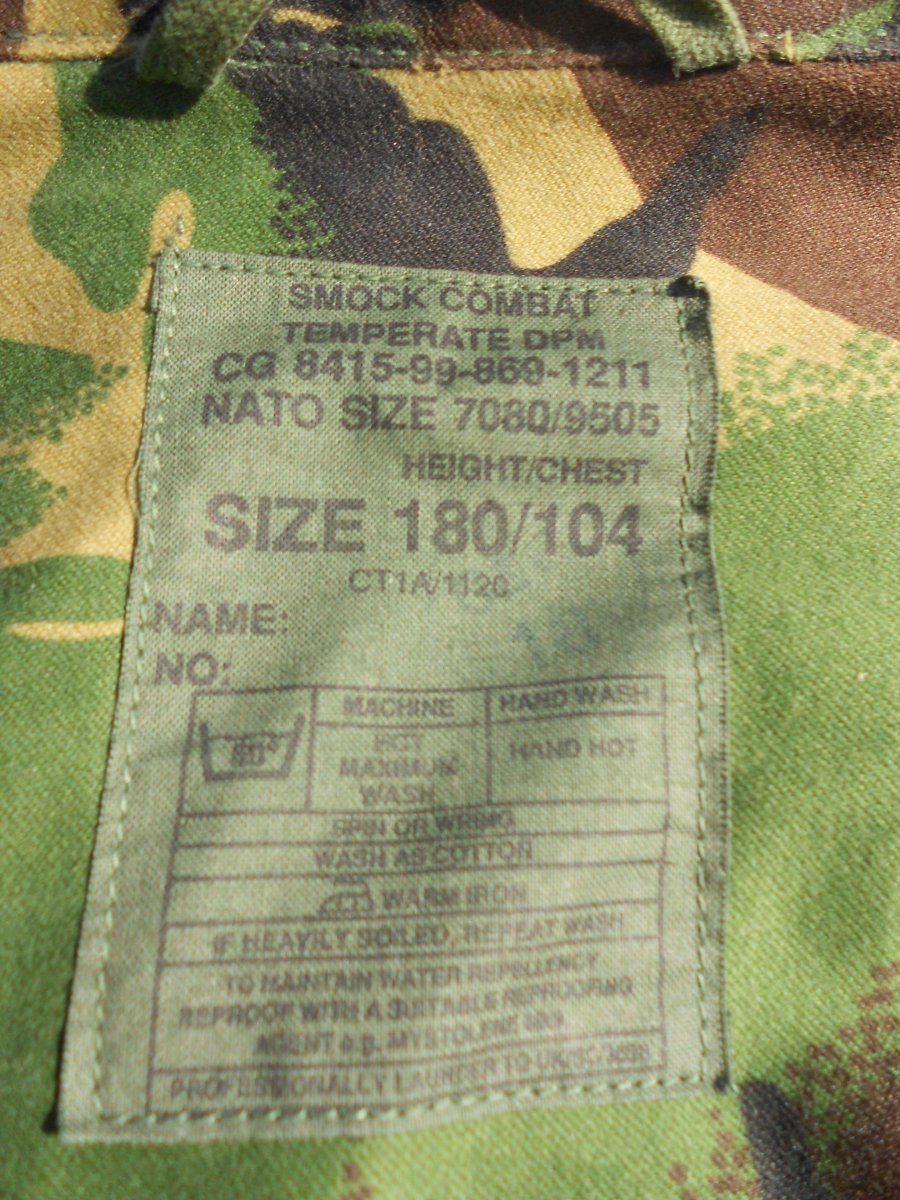 SMOCK COMBAT
TEMPERATE DPM
CG 8415-99-869-1211
NATO SIZE 7080/9505
HEIGHT/CHEST
SIZE 180/104
CT1A/1120
NAME:
NO:
60°
MACHINE
HAND WASH
HOT
MAXIMUM
WASH
HAND HOT
SPIN OR WRING
WASH AS COTTON
WARM IRON
IF HEAVILY SOILED, REPEAT WASH
TO MAINTAIN WATER REPELLENCY
REPROOF WITH A SUITABLE REPROOFING
AGENT e.g. MYSTOLENE
PROFESSIONALLY LAUNDER TO